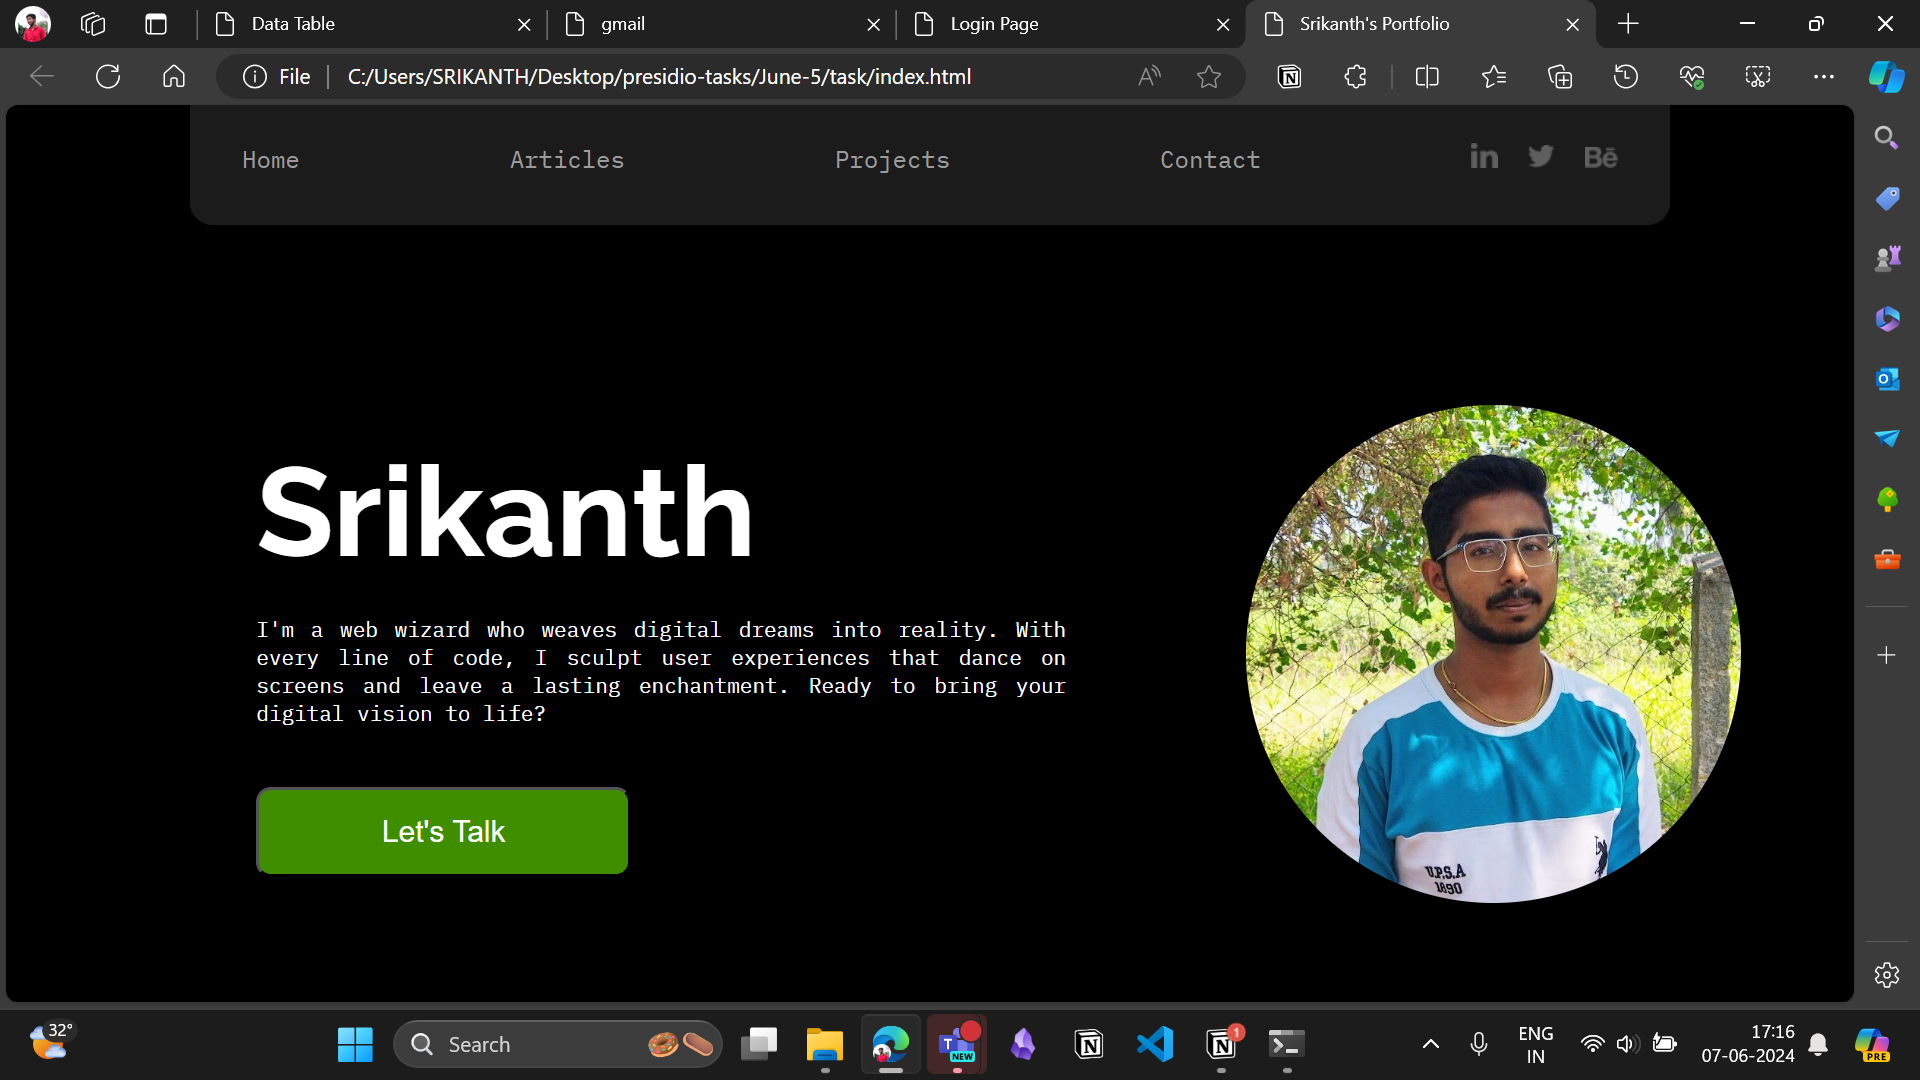 Data Table
gmail
Login Page
Srikanth's Portfolio
File
C:/Users/SRIKANTH/Desktop/presidio-tasks/June-5/task/index.html
Home
Articles
Projects
Contact
in
Bē
Srikanth
I'm a web wizard who weaves digital dreams into reality. With
every line of code, I sculpt user experiences that dance on
screens and leave a lasting enchantment. Ready to bring your
digital vision to life?
Let's Talk
U.P.S.A
1890
32°
Search
NEW
1
ENG
IN
17:16
07-06-2024
PRE